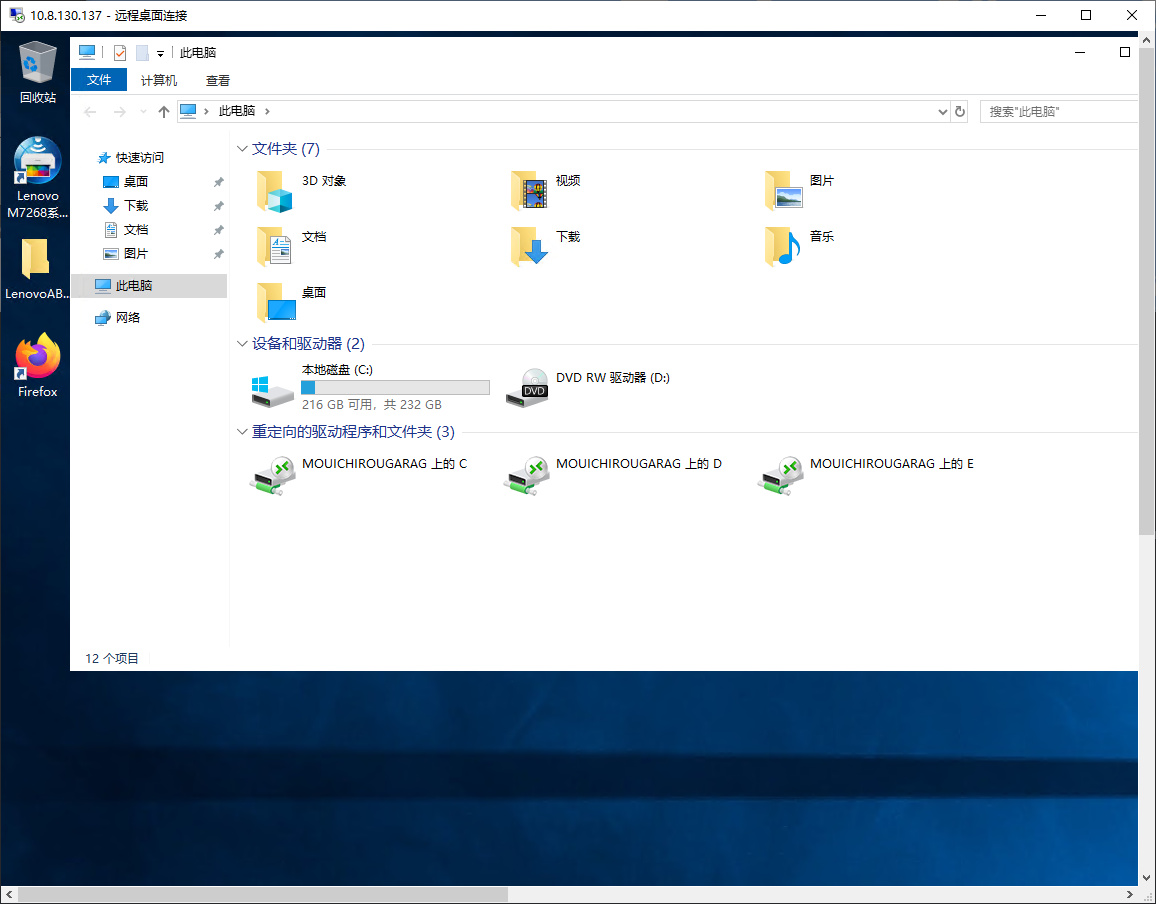 10.8.130.137 - 远程桌面连接
此电脑
文件 计算机 查看
此电脑
搜索"此电脑"
回收站
Lenovo
M7268系...
LenovoAB...
Firefox
快速访问
桌面
下载
文档
图片
此电脑
网络
文件夹 (7)
3D 对象
视频
图片
文档
下载
音乐
桌面
设备和驱动器 (2)
本地磁盘 (C:)
216 GB 可用，共 232 GB
DVD
DVD RW 驱动器 (D:)
重定向的驱动程序和文件夹 (3)
MOUICHIROUGARAG 上的 C
MOUICHIROUGARAG 上的 D
MOUICHIROUGARAG 上的 E
12 个项目